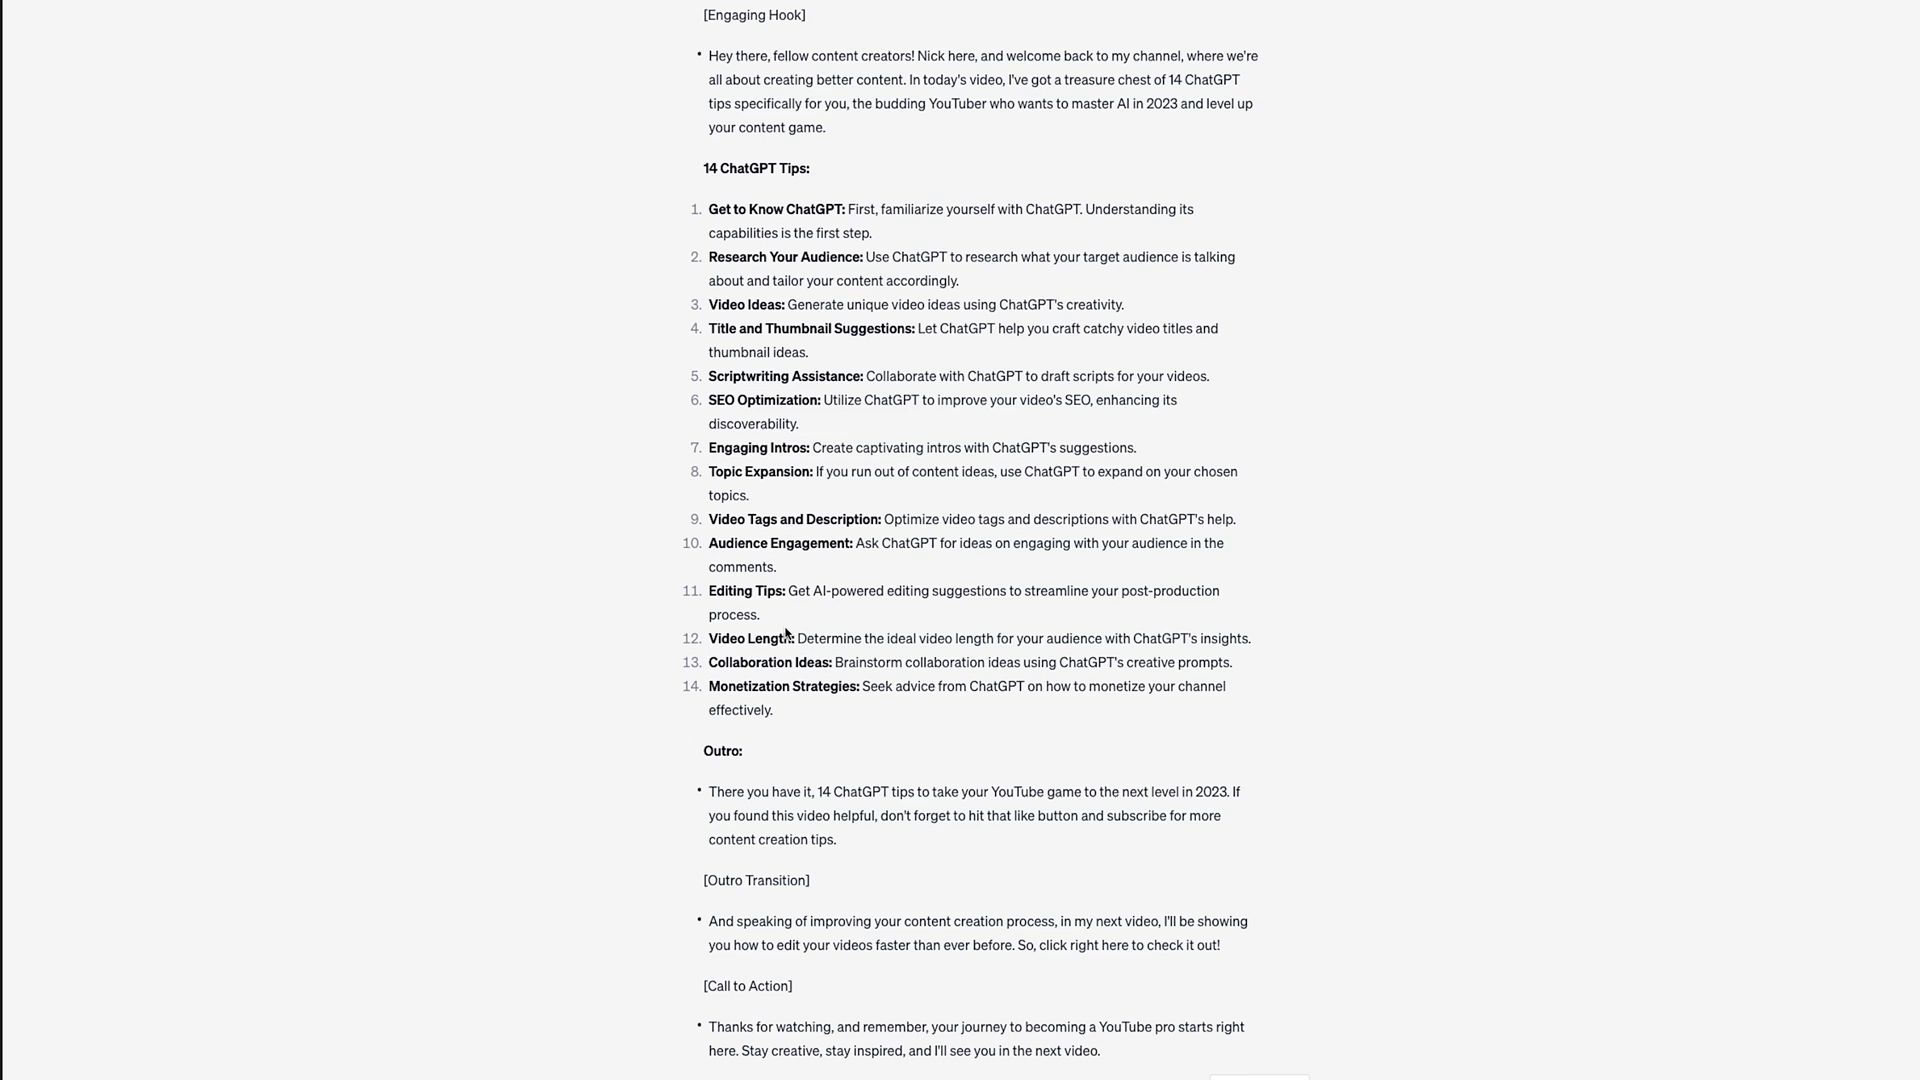 [Engaging Hook]
• Hey there, fellow content creators! Nick here, and welcome back to my channel, where we're
all about creating better content. In today's video, I've got a treasure chest of 14 ChatGPT
tips specifically for you, the budding YouTuber who wants to master AI in 2023 and level up
your content game.
14 ChatGPT Tips:
1. Get to Know ChatGPT: First, familiarize yourself with ChatGPT. Understanding its
capabilities is the first step.
2. Research Your Audience: Use ChatGPT to research what your target audience is talking
about and tailor your content accordingly.
3. Video Ideas: Generate unique video ideas using ChatGPT's creativity.
4. Title and Thumbnail Suggestions: Let ChatGPT help you craft catchy video titles and
thumbnail ideas.
5. Scriptwriting Assistance: Collaborate with ChatGPT to draft scripts for your videos.
6. SEO Optimization: Utilize ChatGPT to improve your video's SEO, enhancing its
discoverability.
7. Engaging Intros: Create captivating intros with ChatGPT's suggestions.
8. Topic Expansion: If you run out of content ideas, use ChatGPT to expand on your chosen
topics.
9. Video Tags and Description: Optimize video tags and descriptions with ChatGPT's help.
10. Audience Engagement: Ask ChatGPT for ideas on engaging with your audience in the
comments.
11. Editing Tips: Get AI-powered editing suggestions to streamline your post-production
process.
12. Video Length: Determine the ideal video length for your audience with ChatGPT's insights.
13. Collaboration Ideas: Brainstorm collaboration ideas using ChatGPT's creative prompts.
14. Monetization Strategies: Seek advice from ChatGPT on how to monetize your channel
effectively.
Outro:
• There you have it, 14 ChatGPT tips to take your YouTube game to the next level in 2023. If
you found this video helpful, don't forget to hit that like button and subscribe for more
content creation tips.
[Outro Transition]
• And speaking of improving your content creation process, in my next video, I'll be showing
you how to edit your videos faster than ever before. So, click right here to check it out!
[Call to Action]
• Thanks for watching, and remember, your journey to becoming a YouTube pro starts right
here. Stay creative, stay inspired, and I'll see you in the next video.